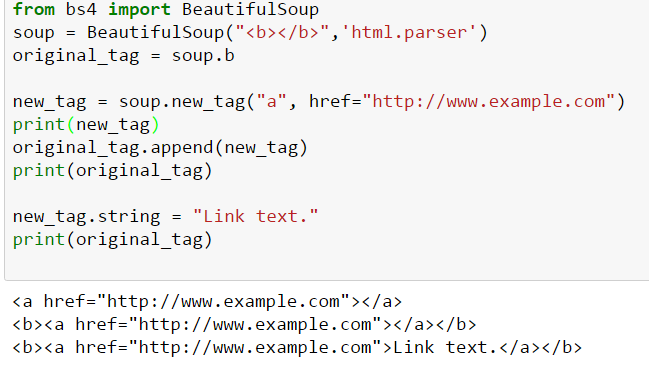 from bs4 import BeautifulSoup
soup = BeautifulSoup("<b></b>",'html.parser')
original_tag = soup.b
new_tag = soup.new_tag("a", href="http://www.example.com")
print(new_tag)
original_tag.append(new_tag)
print(original_tag)
new_tag.string = "Link text."
print(original_tag)
<a href="http://www.example.com"></a>
<b><a href="http://www.example.com"></a></b>
<b><a href="http://www.example.com">Link text.</a></b>